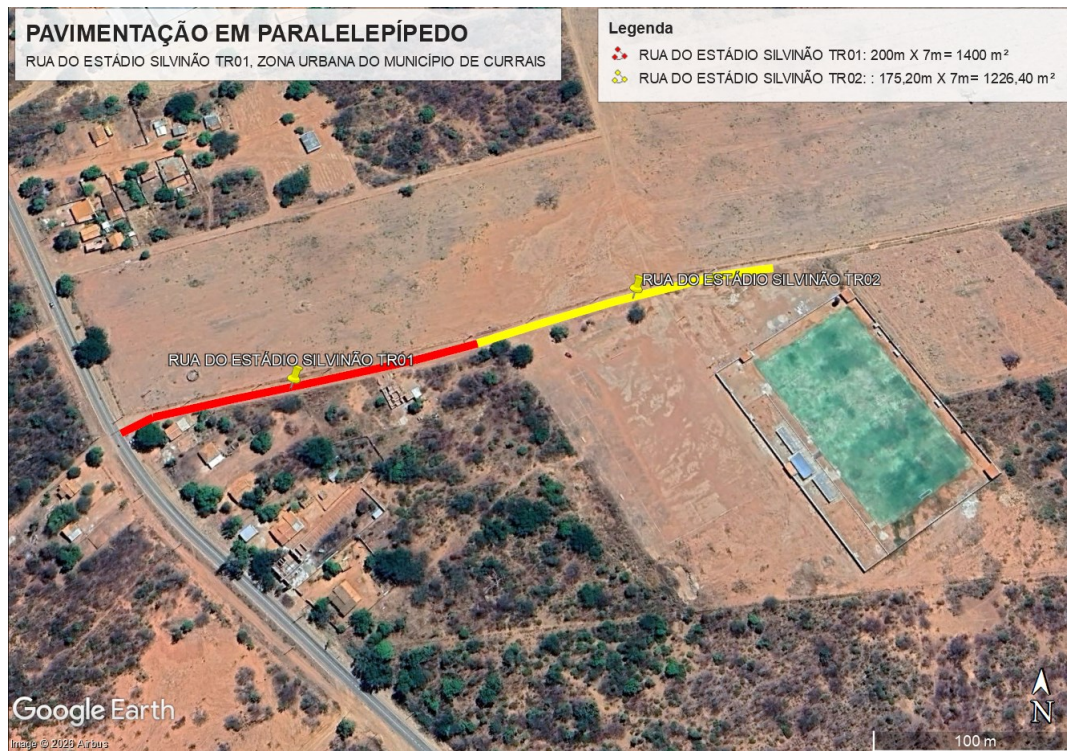 PAVIMENTAÇÃO EM PARALELEPÍPEDO
RUA DO ESTÁDIO SILVINÃO TR01, ZONA URBANA DO MUNICÍPIO DE CURRAIS
Legenda
RUA DO ESTÁDIO SILVINÃO TR01: 200m X 7m= 1400 m²
RUA DO ESTÁDIO SILVINÃO TR02: : 175,20m X 7m= 1226,40 m²
RUA DO ESTÁDIO SILVINÃO TR02
RUA DO ESTÁDIO SILVINÃO TR01
N
Google Earth
100 m
Image © 2026 Airbus